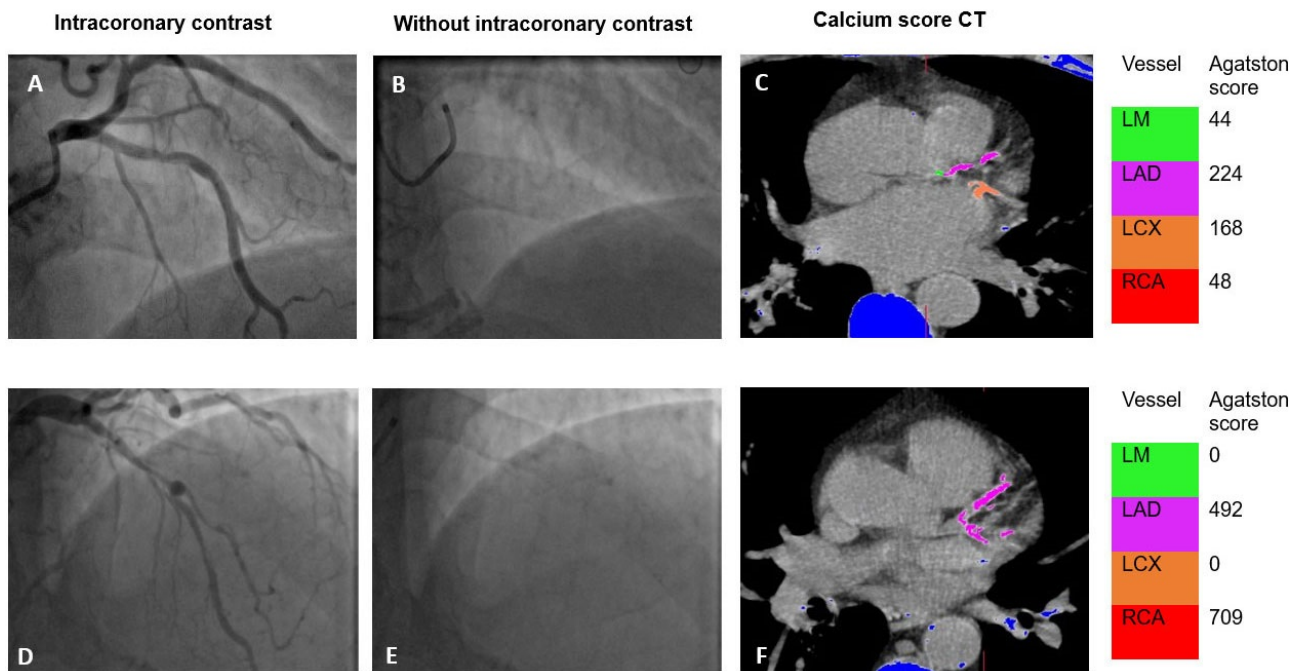 Intracoronary contrast
Without intracoronary contrast
Calcium score CT
A
B
C
Vessel Agatston score
LM 44
LAD 224
LCX 168
RCA 48
D
E
F
Vessel Agatston score
LM 0
LAD 492
LCX 0
RCA 709